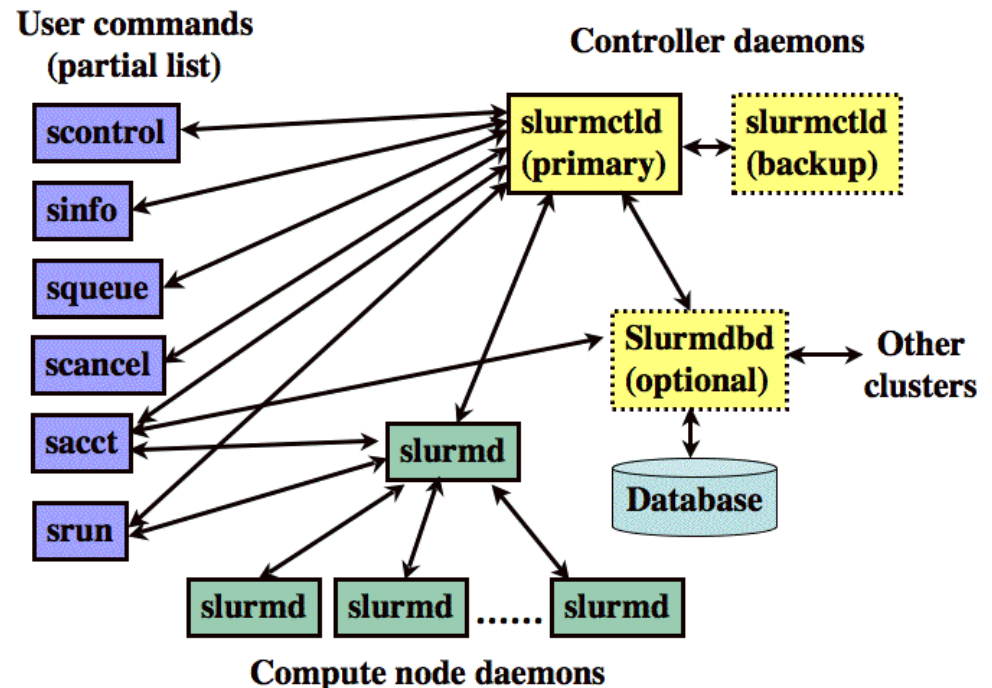 User commands
(partial list)
Controller daemons
scontrol
sinfo
squeue
scancel
sacct
srun
slurmctld
(primary)
slurmctld
(backup)
Slurmdbd
(optional)
Other
clusters
Database
slurmd
slurmd
slurmd
......
slurmd
Compute node daemons